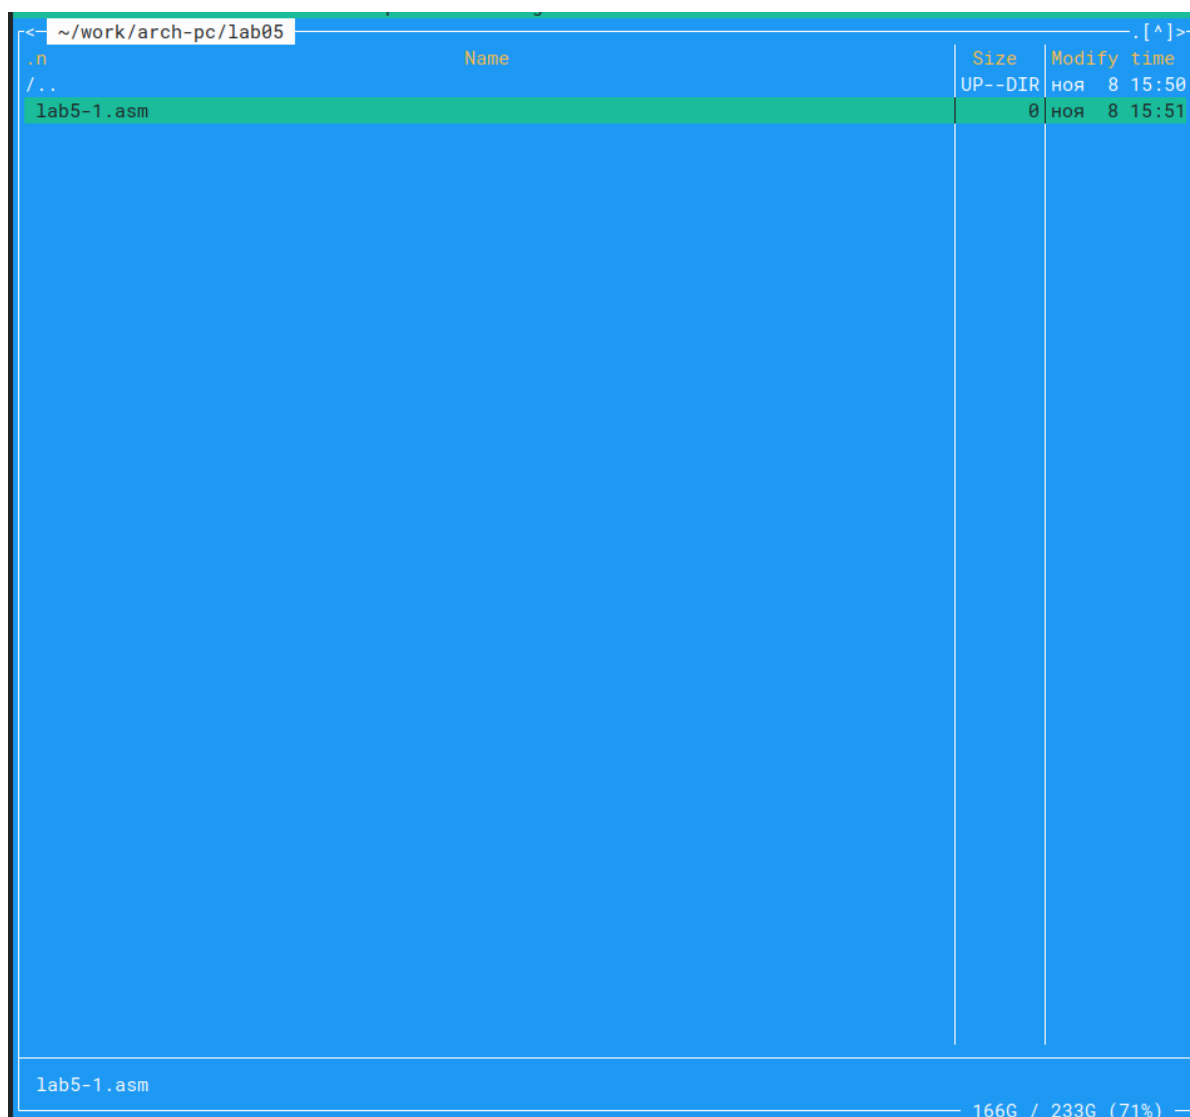 <- ~/work/arch-pc/lab05 .[^]>
.n Name Size Modify time
/.. UP--DIR ноя 8 15:50
lab5-1.asm 0 ноя 8 15:51
lab5-1.asm
166G / 233G (71%)